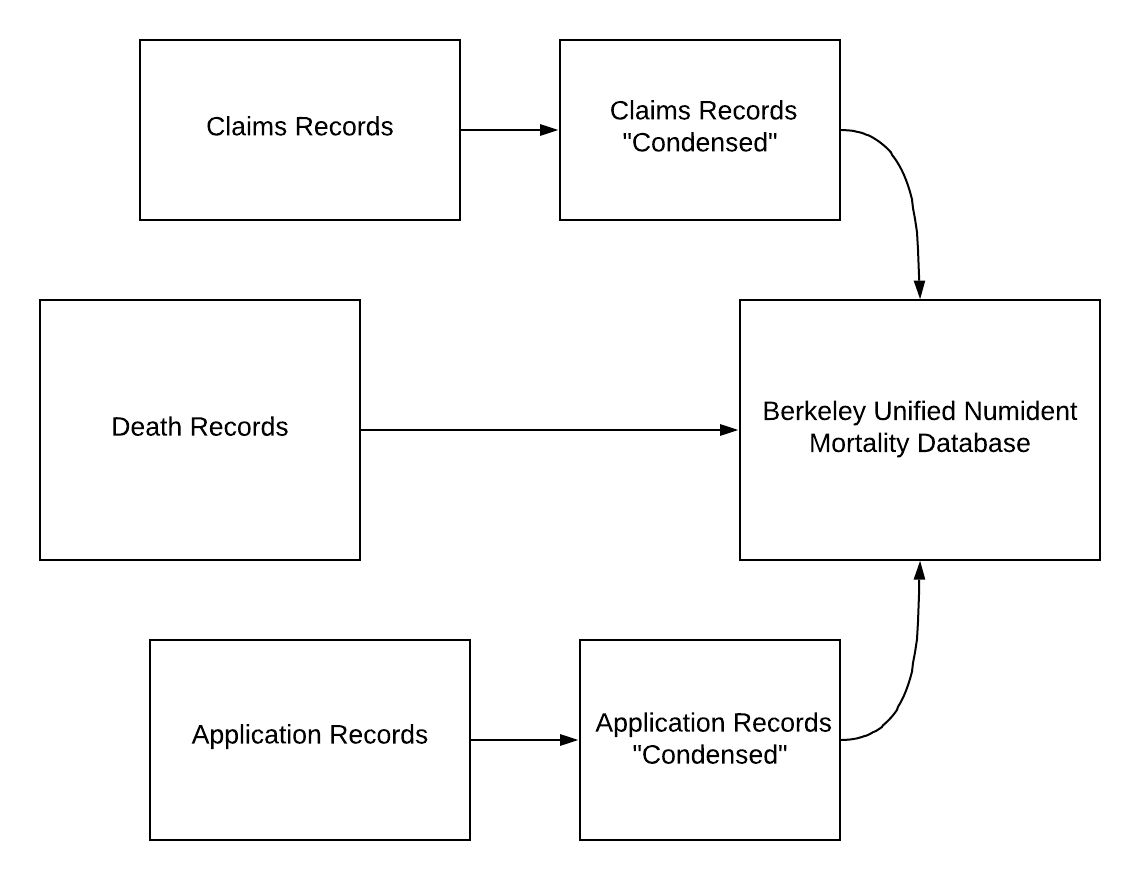 Claims Records
Claims Records
"Condensed"
Death Records
Berkeley Unified Numident
Mortality Database
Application Records
Application Records
"Condensed"